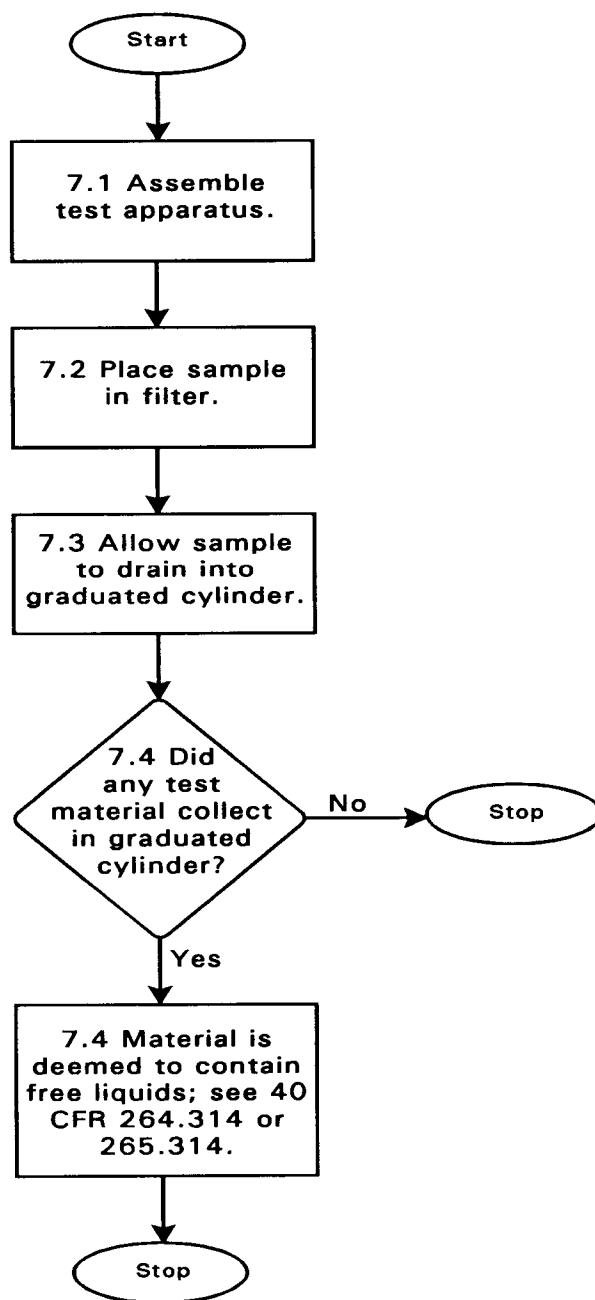 Start
7.1 Assemble
test apparatus.
7.2 Place sample
in filter.
7.3 Allow sample
to drain into
graduated cylinder.
7.4 Did
any test
material collect
in graduated
cylinder?
No
Stop
Yes
7.4 Material is
deemed to contain
free liquids; see 40
CFR 264.314 or
265.314.
Stop